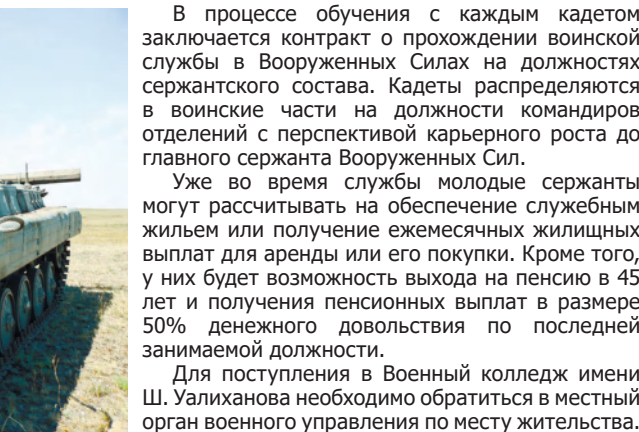 В процессе обучения с каждым кадетом
заключается контракт о прохождении воинской
службы в Вооруженных Силах на должностях
сержантского состава. Кадеты распределяются
в воинские части на должности командиров
отделений с перспективой карьерного роста до
главного сержанта Вооруженных Сил.
Уже во время службы молодые сержанты
могут рассчитывать на обеспечение служебным
жильем или получение ежемесячных жилищных
выплат для аренды или его покупки. Кроме того,
у них будет возможность выхода на пенсию в 45
лет и получения пенсионных выплат в размере
50% денежного довольствия по последней
занимаемой должности.
Для поступления в Военный колледж имени
Ш. Уалиханова необходимо обратиться в местный
орган военного управления по месту жительства.